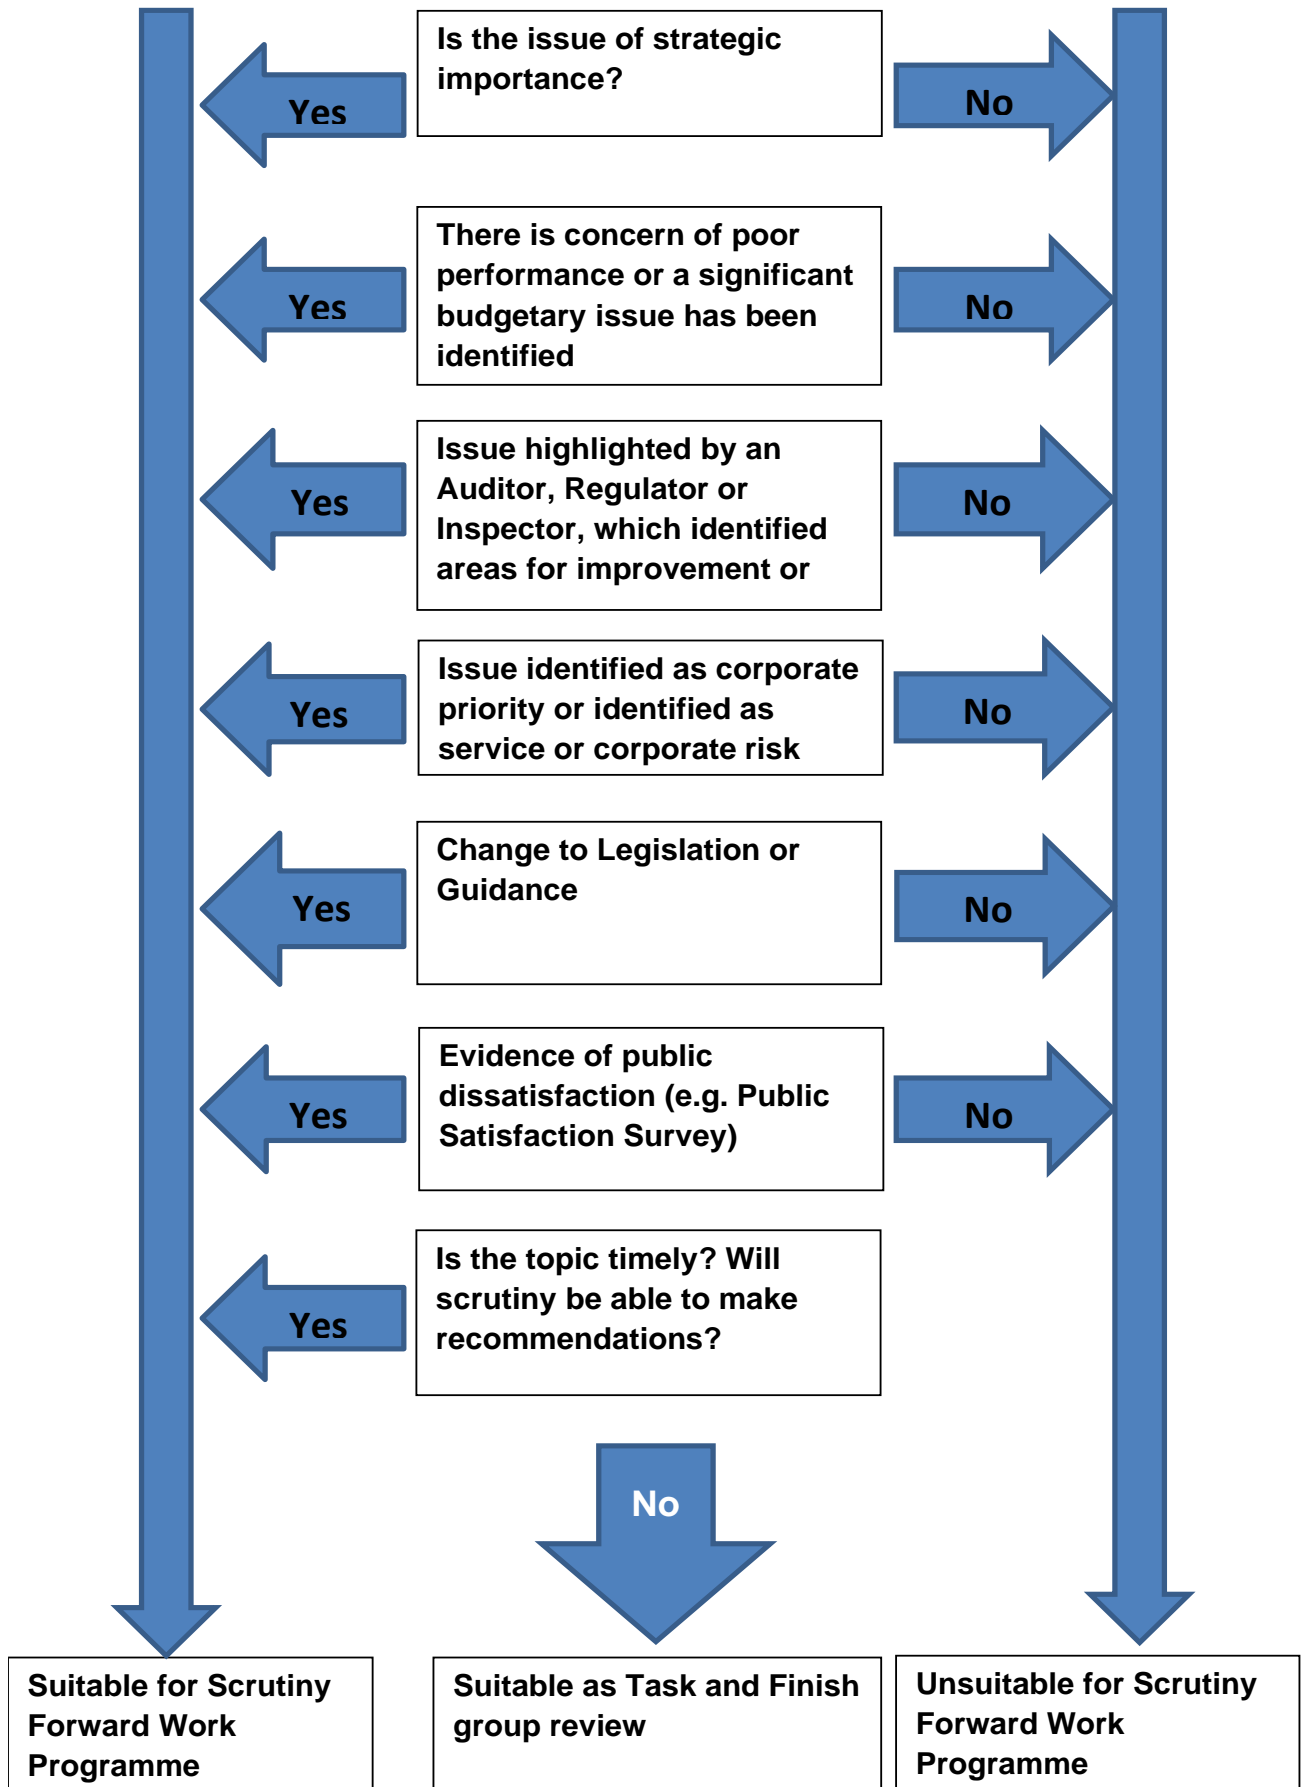 Is the issue of strategic
importance?
Yes
No
There is concern of poor
performance or a significant
budgetary issue has been
identified
Yes
No
Issue highlighted by an
Auditor, Regulator or
Inspector, which identified
areas for improvement or
Yes
No
Issue identified as corporate
priority or identified as
service or corporate risk
Yes
No
Change to Legislation or
Guidance
Yes
No
Evidence of public
dissatisfaction (e.g. Public
Satisfaction Survey)
Yes
No
Is the topic timely? Will
scrutiny be able to make
recommendations?
Yes
No
Suitable for Scrutiny
Forward Work
Programme
Suitable as Task and Finish
group review
Unsuitable for Scrutiny
Forward Work
Programme